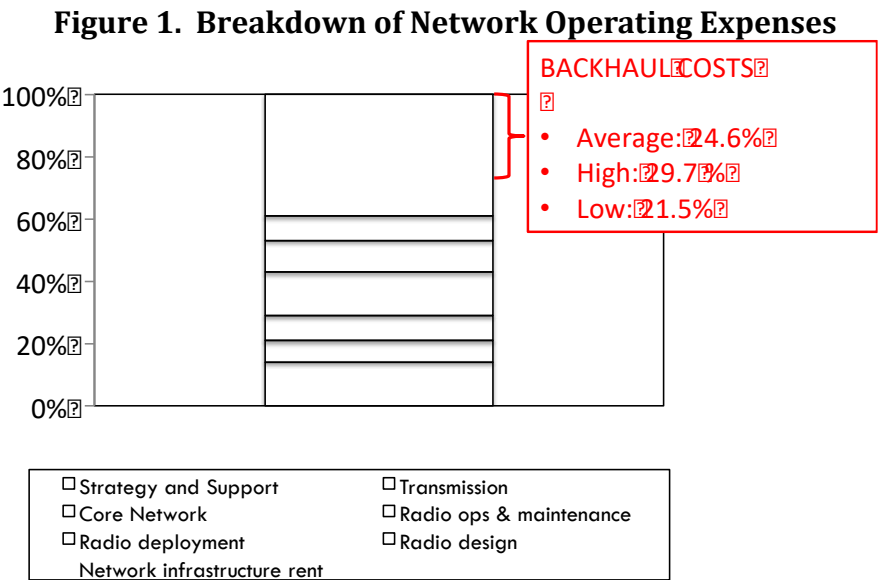 Figure 1.  Breakdown of Network Operating Expenses
BACKHAUL⍰COSTS⍰
⍰
• Average:⍰24.6%⍰
• High:⍰29.7⍰%⍰
• Low:⍰21.5%⍰
100%⍰
80%⍰
60%⍰
40%⍰
20%⍰
0%⍰
Strategy and Support
Transmission
Core Network
Radio ops & maintenance
Radio deployment
Radio design
Network infrastructure rent